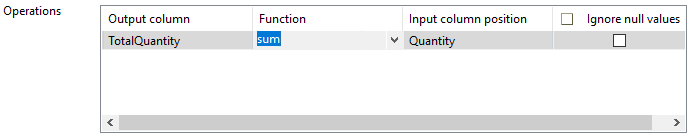 Operations
Output column Function Input column position Ignore null values
TotalQuantity sum Quantity